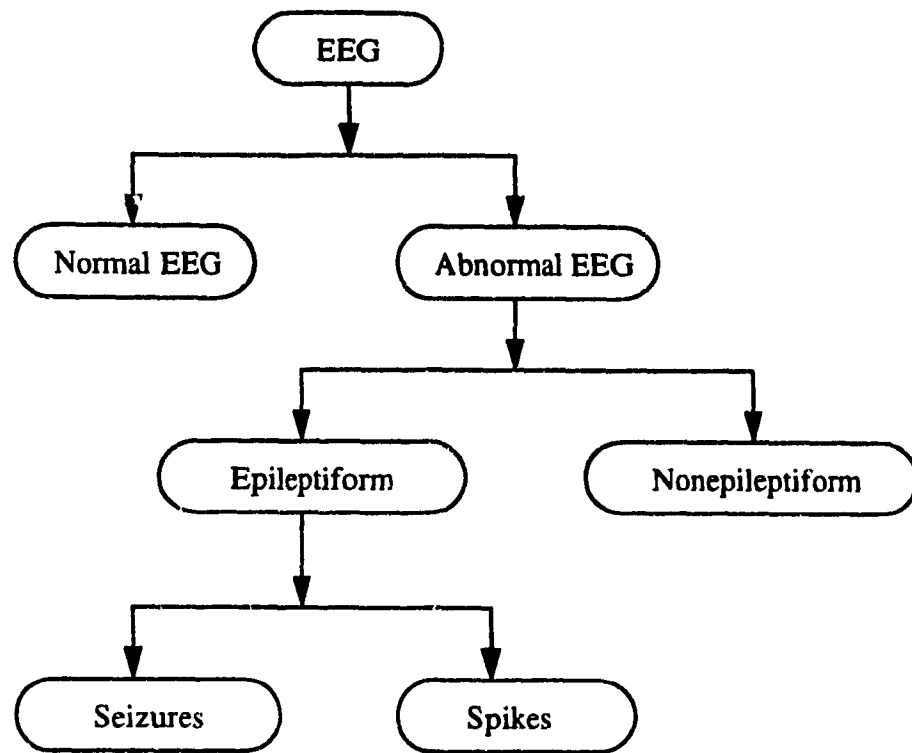 EEG
Normal EEG
Abnormal EEG
Epileptiform
Nonepileptiform
Seizures
Spikes